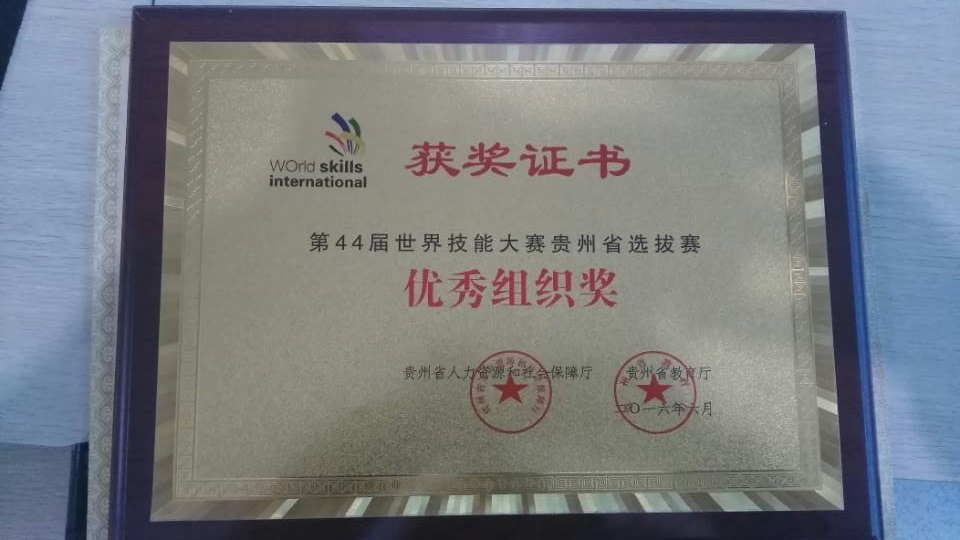 WOrld skills
international
获奖证书
第44届世界技能大赛贵州省选拔赛
优秀组织奖
贵州省人力资源和社会保障厅 贵州省教育厅
二〇一六年六月